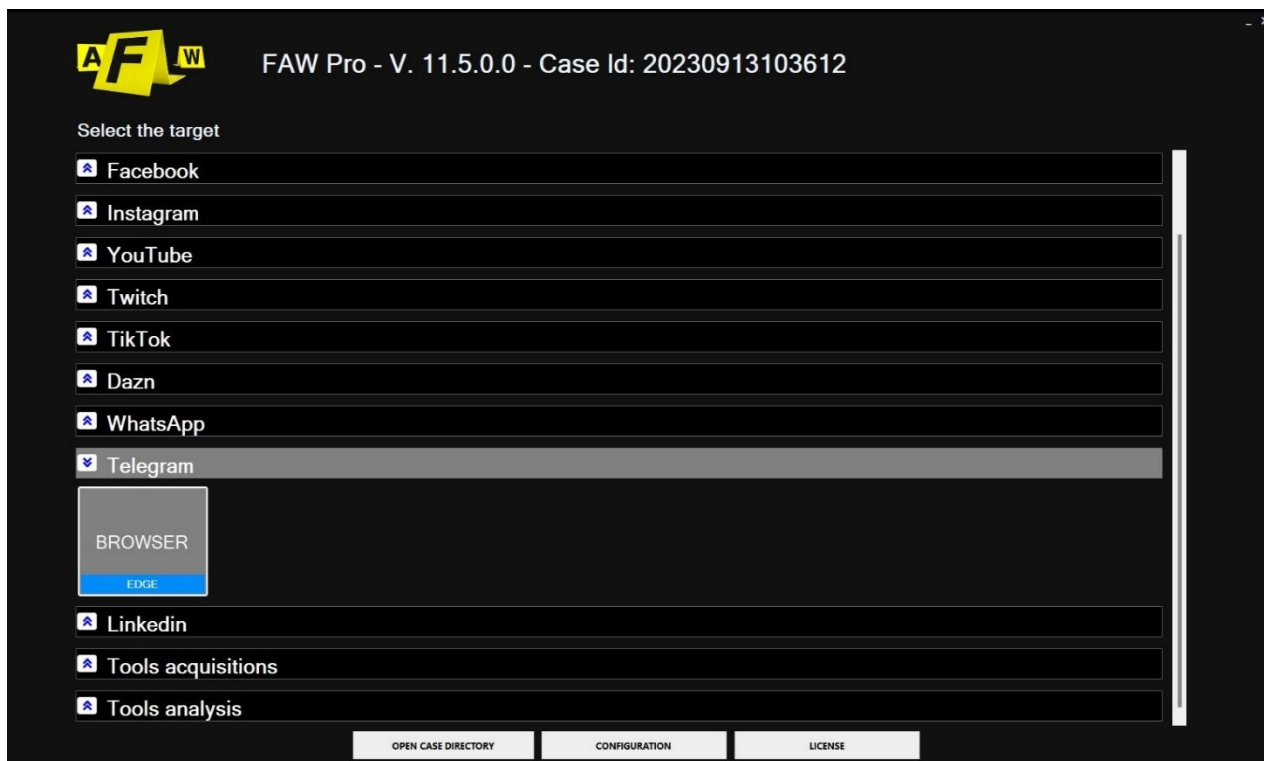 A F W
FAW Pro - V. 11.5.0.0 - Case Id: 20230913103612
Select the target
Facebook
Instagram
YouTube
Twitch
TikTok
Dazn
WhatsApp
Telegram
BROWSER
EDGE
Linkedin
Tools acquisitions
Tools analysis
OPEN CASE DIRECTORY CONFIGURATION LICENSE